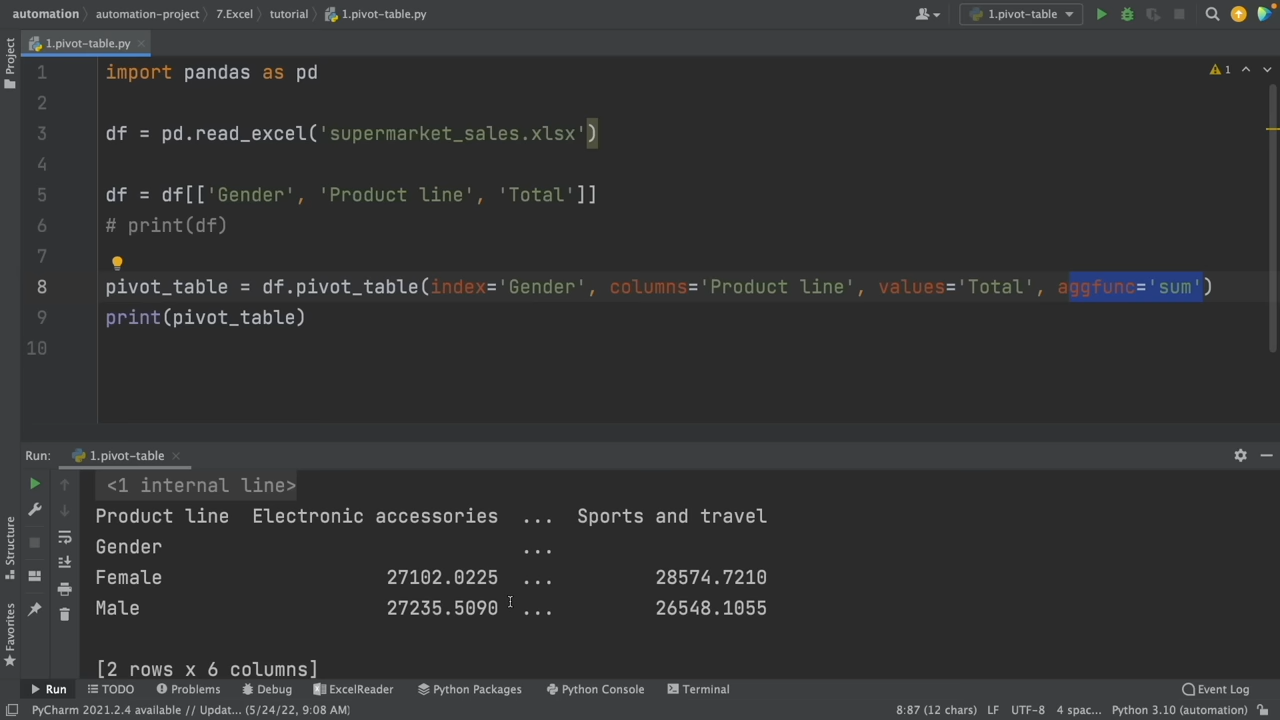 automation automation-project 7.Excel tutorial 1.pivot-table.py 1.pivot-table
1.pivot-table.py
Project
1 import pandas as pd 1
2
3 df = pd.read_excel('supermarket_sales.xlsx')
4
5 df = df[['Gender', 'Product line', 'Total']]
6 # print(df)
7
8 pivot_table = df.pivot_table(index='Gender', columns='Product line', values='Total', aggfunc='sum')
9 print(pivot_table)
10
Run: 1.pivot-table
<1 internal line>
Product line Electronic accessories ... Sports and travel
Gender ...
Female 27102.0225 ... 28574.7210
Male 27235.5090 ... 26548.1055
[2 rows x 6 columns]
Structure
Favorites
Run TODO Problems Debug ExcelReader Python Packages Python Console Terminal Event Log
PyCharm 2021.2.4 available // Updat... (5/24/22, 9:08 AM) 8:87 (12 chars) LF UTF-8 4 spac... Python 3.10 (automation)